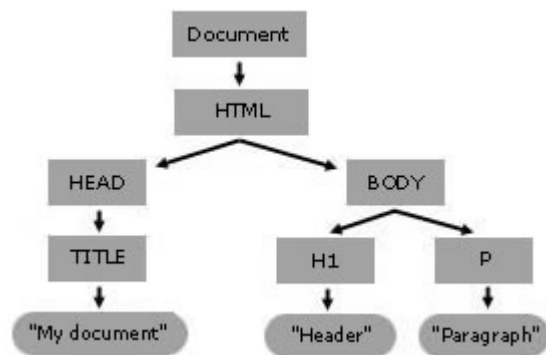 Document
HTML
HEAD
BODY
TITLE
H1
P
"My document"
"Header"
"Paragraph"